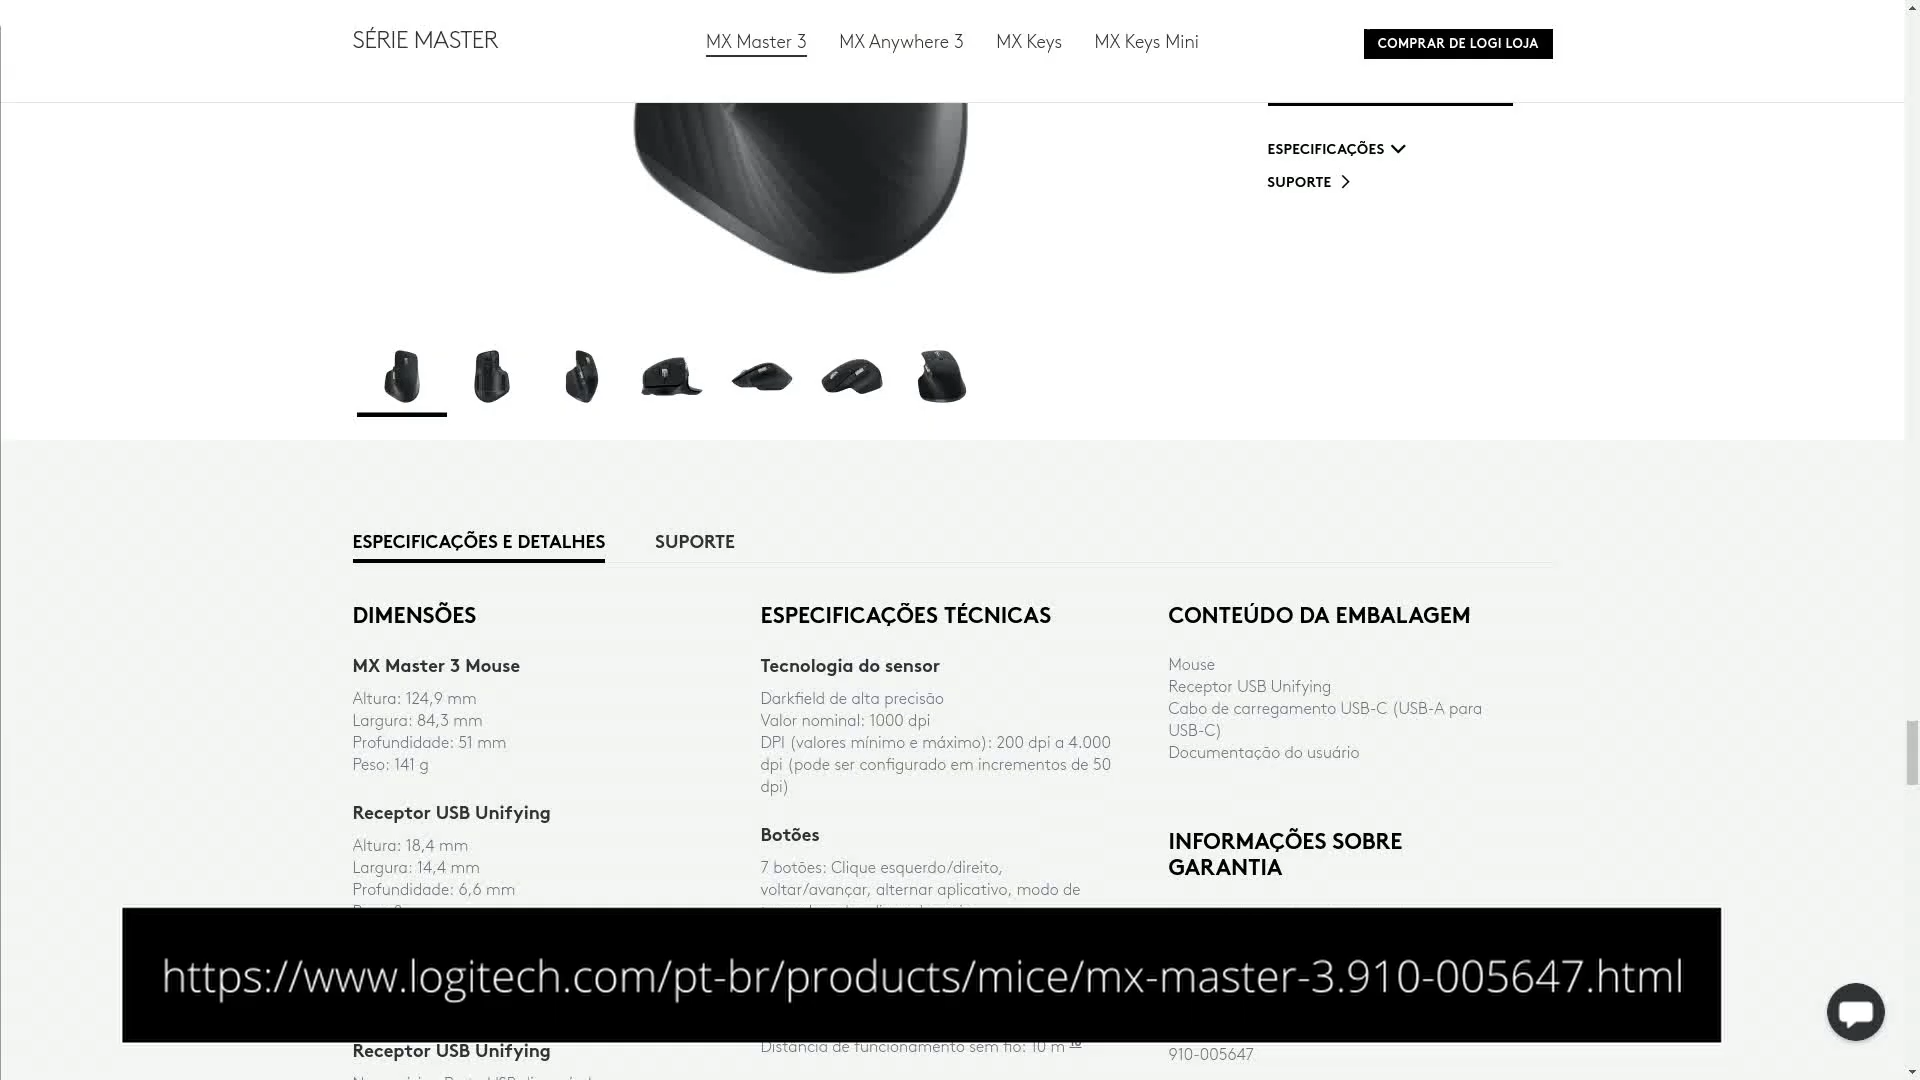 SÉRIE MASTER
MX Master 3
MX Anywhere 3
MX Keys
MX Keys Mini
COMPRAR DE LOGI LOJA
ESPECIFICAÇÕES
SUPORTE
ESPECIFICAÇÕES E DETALHES
SUPORTE
DIMENSÕES
MX Master 3 Mouse
Altura: 124,9 mm
Largura: 84,3 mm
Profundidade: 51 mm
Peso: 141 g
Receptor USB Unifying
Altura: 18,4 mm
Largura: 14,4 mm
Profundidade: 6,6 mm
Receptor USB Unifying
ESPECIFICAÇÕES TÉCNICAS
Tecnologia do sensor
Darkfield de alta precisão
Valor nominal: 1000 dpi
DPI (valores mínimo e máximo): 200 dpi a 4.000
dpi (pode ser configurado em incrementos de 50
dpi)
Botões
7 botões: Clique esquerdo/direito,
voltar/avançar, alternar aplicativo, modo de
Distância de funcionamento sem fio: 10 m
CONTEÚDO DA EMBALAGEM
Mouse
Receptor USB Unifying
Cabo de carregamento USB-C (USB-A para
USB-C)
Documentação do usuário
INFORMAÇÕES SOBRE
GARANTIA
910-005647
https://www.logitech.com/pt-br/products/mice/mx-master-3.910-005647.html